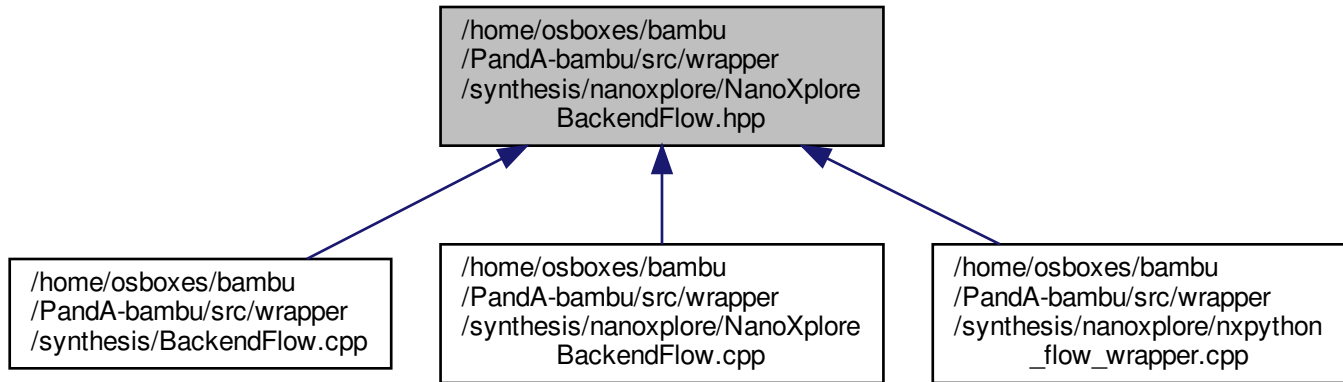 /home/osboxes/bambu
/PandA-bambu/src/wrapper
/synthesis/nanoxplore/NanoXplore
BackendFlow.hpp
/home/osboxes/bambu
/PandA-bambu/src/wrapper
/synthesis/BackendFlow.cpp
/home/osboxes/bambu
/PandA-bambu/src/wrapper
/synthesis/nanoxplore/NanoXplore
BackendFlow.cpp
/home/osboxes/bambu
/PandA-bambu/src/wrapper
/synthesis/nanoxplore/nxpython
_flow_wrapper.cpp